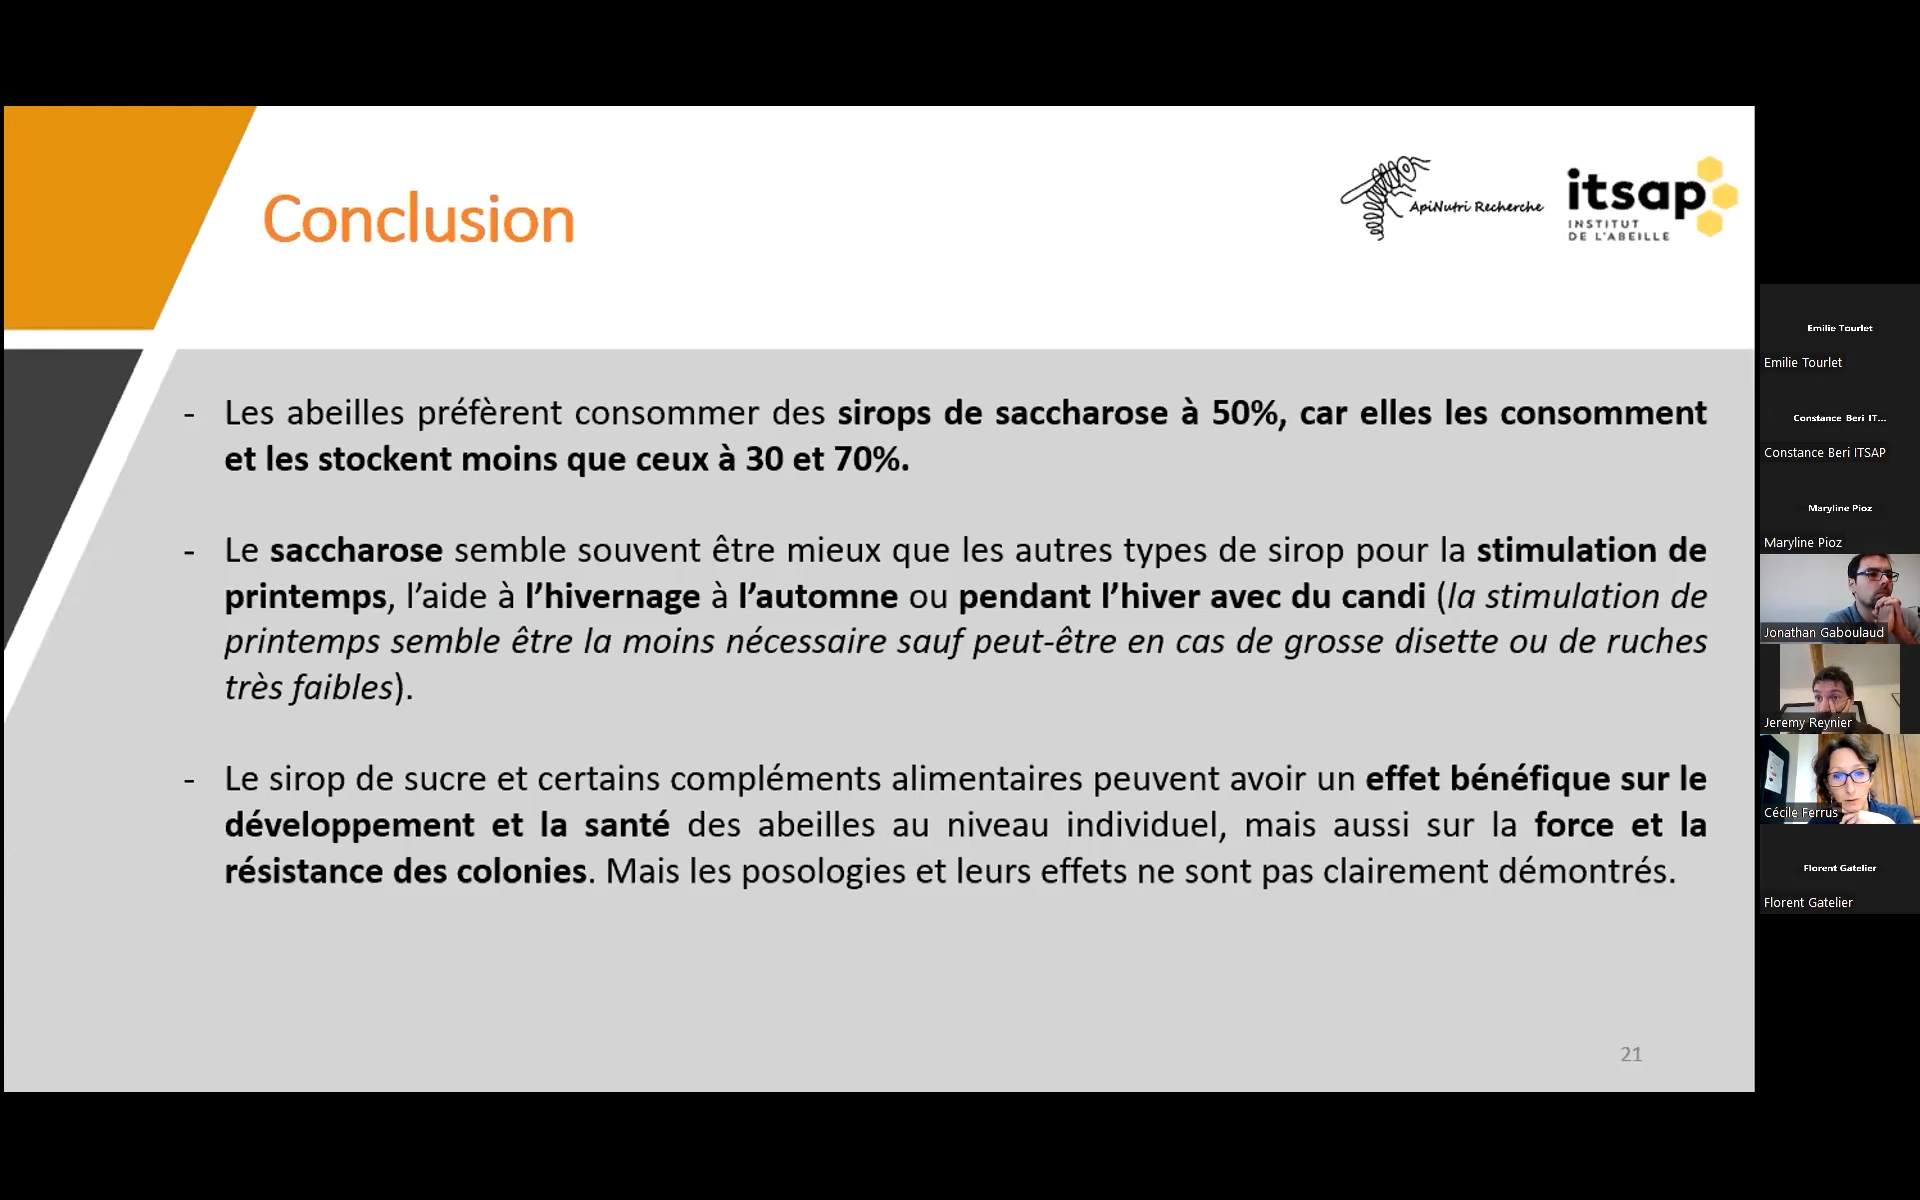 Conclusion
ApiNutri Recherche
itsap
INSTITUT
DE L'ABEILLE
- Les abeilles préfèrent consommer des sirops de saccharose à 50%, car elles les consomment
et les stockent moins que ceux à 30 et 70%.
- Le saccharose semble souvent être mieux que les autres types de sirop pour la stimulation de
printemps, l'aide à l'hivernage à l'automne ou pendant l'hiver avec du candi (la stimulation de
printemps semble être la moins nécessaire sauf peut-être en cas de grosse disette ou de ruches
très faibles).
- Le sirop de sucre et certains compléments alimentaires peuvent avoir un effet bénéfique sur le
développement et la santé des abeilles au niveau individuel, mais aussi sur la force et la
résistance des colonies. Mais les posologies et leurs effets ne sont pas clairement démontrés.
21
Emilie Tourlet
Emilie Tourlet
Constance Beri IT...
Constance Beri ITSAP
Maryline Pioz
Maryline Pioz
Jonathan Gaboulaud
Jeremy Reynier
Cécile Ferrus
Florent Gatelier
Florent Gatelier